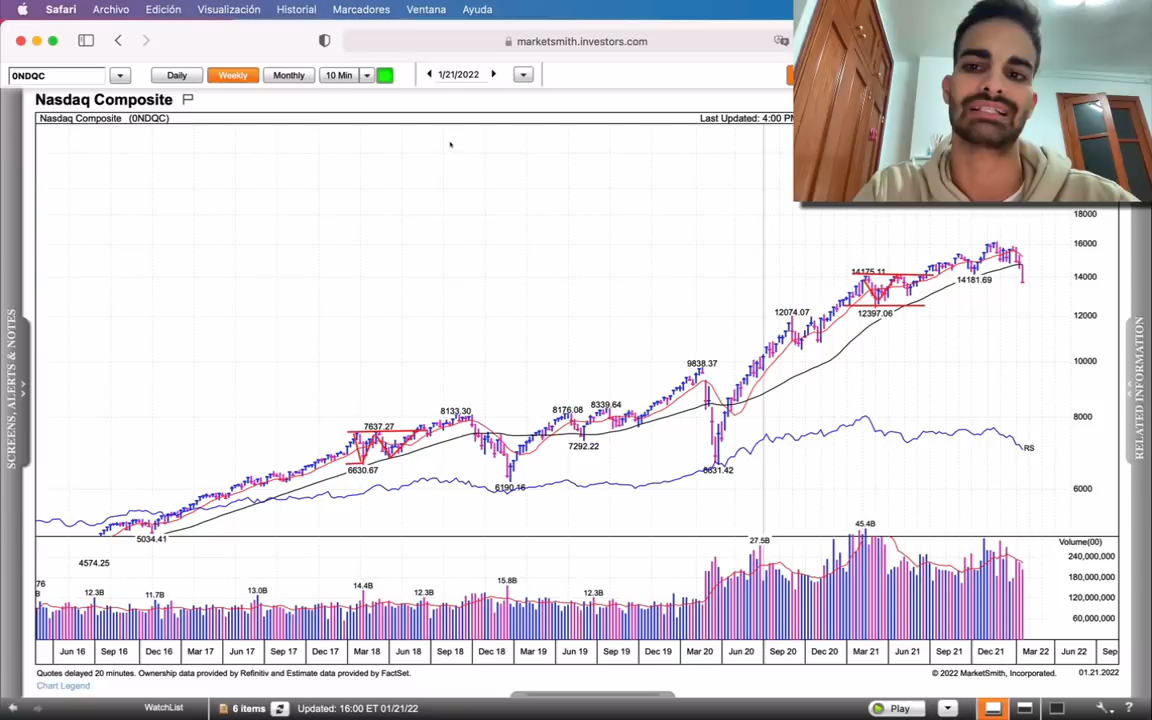 Safari Archivo Edición Visualización Historial Marcadores Ventana Ayuda
marketsmith.investors.com
0NDQC Daily Weekly Monthly 10 Min 1/21/2022
Nasdaq Composite
Nasdaq Composite (0NDQC) Last Updated: 4:00 PM
18000
16000
14175.11 14000
14181.69
12074.07 12397.06 12000
9838.37 10000
8133.30 8176.08 8339.64 8000
7637.27
7292.22 RS
6630.67 6631.42
6190.16 6000
5034.41
45.4B Volume(00)
27.5B
4574.25 240,000,000
76 14.4B 15.8B 180,000,000
B 12.3B 11.7B 13.0B 12.3B 12.3B 120,000,000
60,000,000
Jun 16 Sep 16 Dec 16 Mar 17 Jun 17 Sep 17 Dec 17 Mar 18 Jun 18 Sep 18 Dec 18 Mar 19 Jun 19 Sep 19 Dec 19 Mar 20 Jun 20 Sep 20 Dec 20 Mar 21 Jun 21 Sep 21 Dec 21 Mar 22 Jun 22 Sep
Quotes delayed 20 minutes. Ownership data provided by Refinitiv and Estimate data provided by FactSet. © 2022 MarketSmith, Incorporated. 01.21.2022
Chart Legend
SCREENS, ALERTS & NOTES
RELATED INFORMATION
WatchList 6 items Updated: 16:00 ET 01/21/22 Play ?